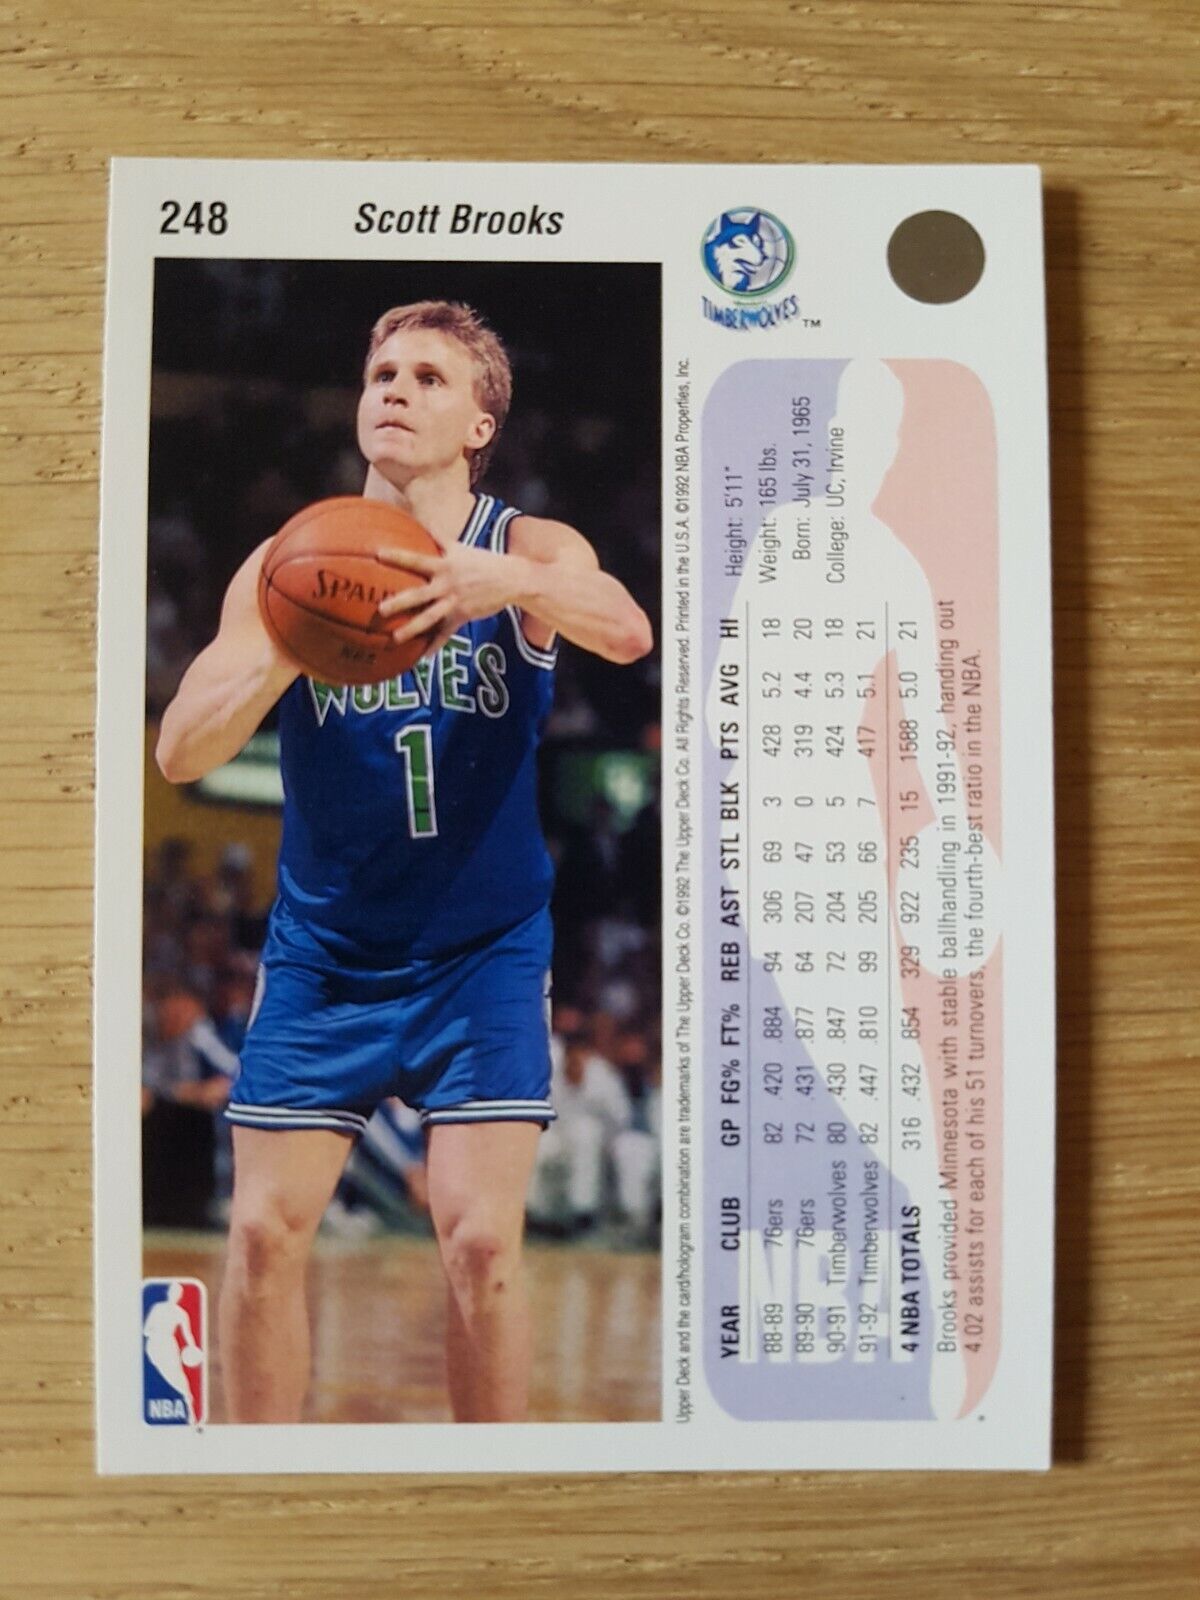 248
Scott Brooks
TIMBERWOLVES™
SPAL
NBA
WOLVES
1
NBA
Upper Deck and the card/hologram combination are trademarks of The Upper Deck Co. ©1992 The Upper Deck Co. All Rights Reserved. Printed in the U.S.A. ©1992 NBA Properties, Inc.
Height: 5'11"
Weight: 165 lbs.
Born: July 31, 1965
College: UC, Irvine
YEAR CLUB GP FG% FT% REB AST STL BLK PTS AVG HI
88-89 76ers 82 .420 .884 94 306 69 3 428 5.2 18
89-90 76ers 72 .431 .877 64 207 47 0 319 4.4 20
90-91 Timberwolves 80 .430 .847 72 204 53 5 424 5.3 18
91-92 Timberwolves 82 .447 .810 99 205 66 7 417 5.1 21
4 NBA TOTALS 316 .432 .854 329 922 235 15 1588 5.0 21
Brooks provided Minnesota with stable ballhandling in 1991-92, handing out
4.02 assists for each of his 51 turnovers, the fourth-best ratio in the NBA.
NBA